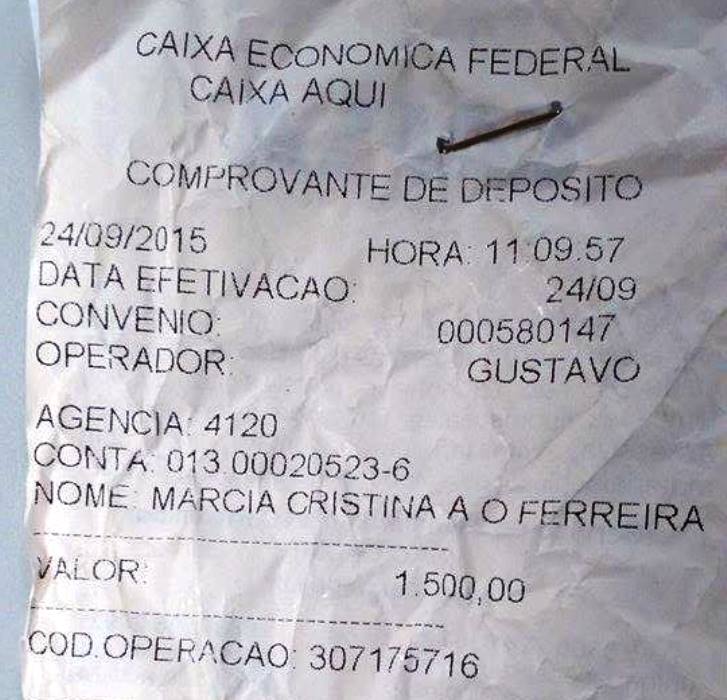 CAIXA ECONOMICA FEDERAL
CAIXA AQUI
COMPROVANTE DE DEPOSITO
24/09/2015 HORA: 11:09:57
DATA EFETIVACAO: 24/09
CONVENIO: 000580147
OPERADOR: GUSTAVO
AGENCIA: 4120
CONTA: 013.00020523-6
NOME: MARCIA CRISTINA A O FERREIRA
VALOR: 1.500,00
COD.OPERACAO: 307175716